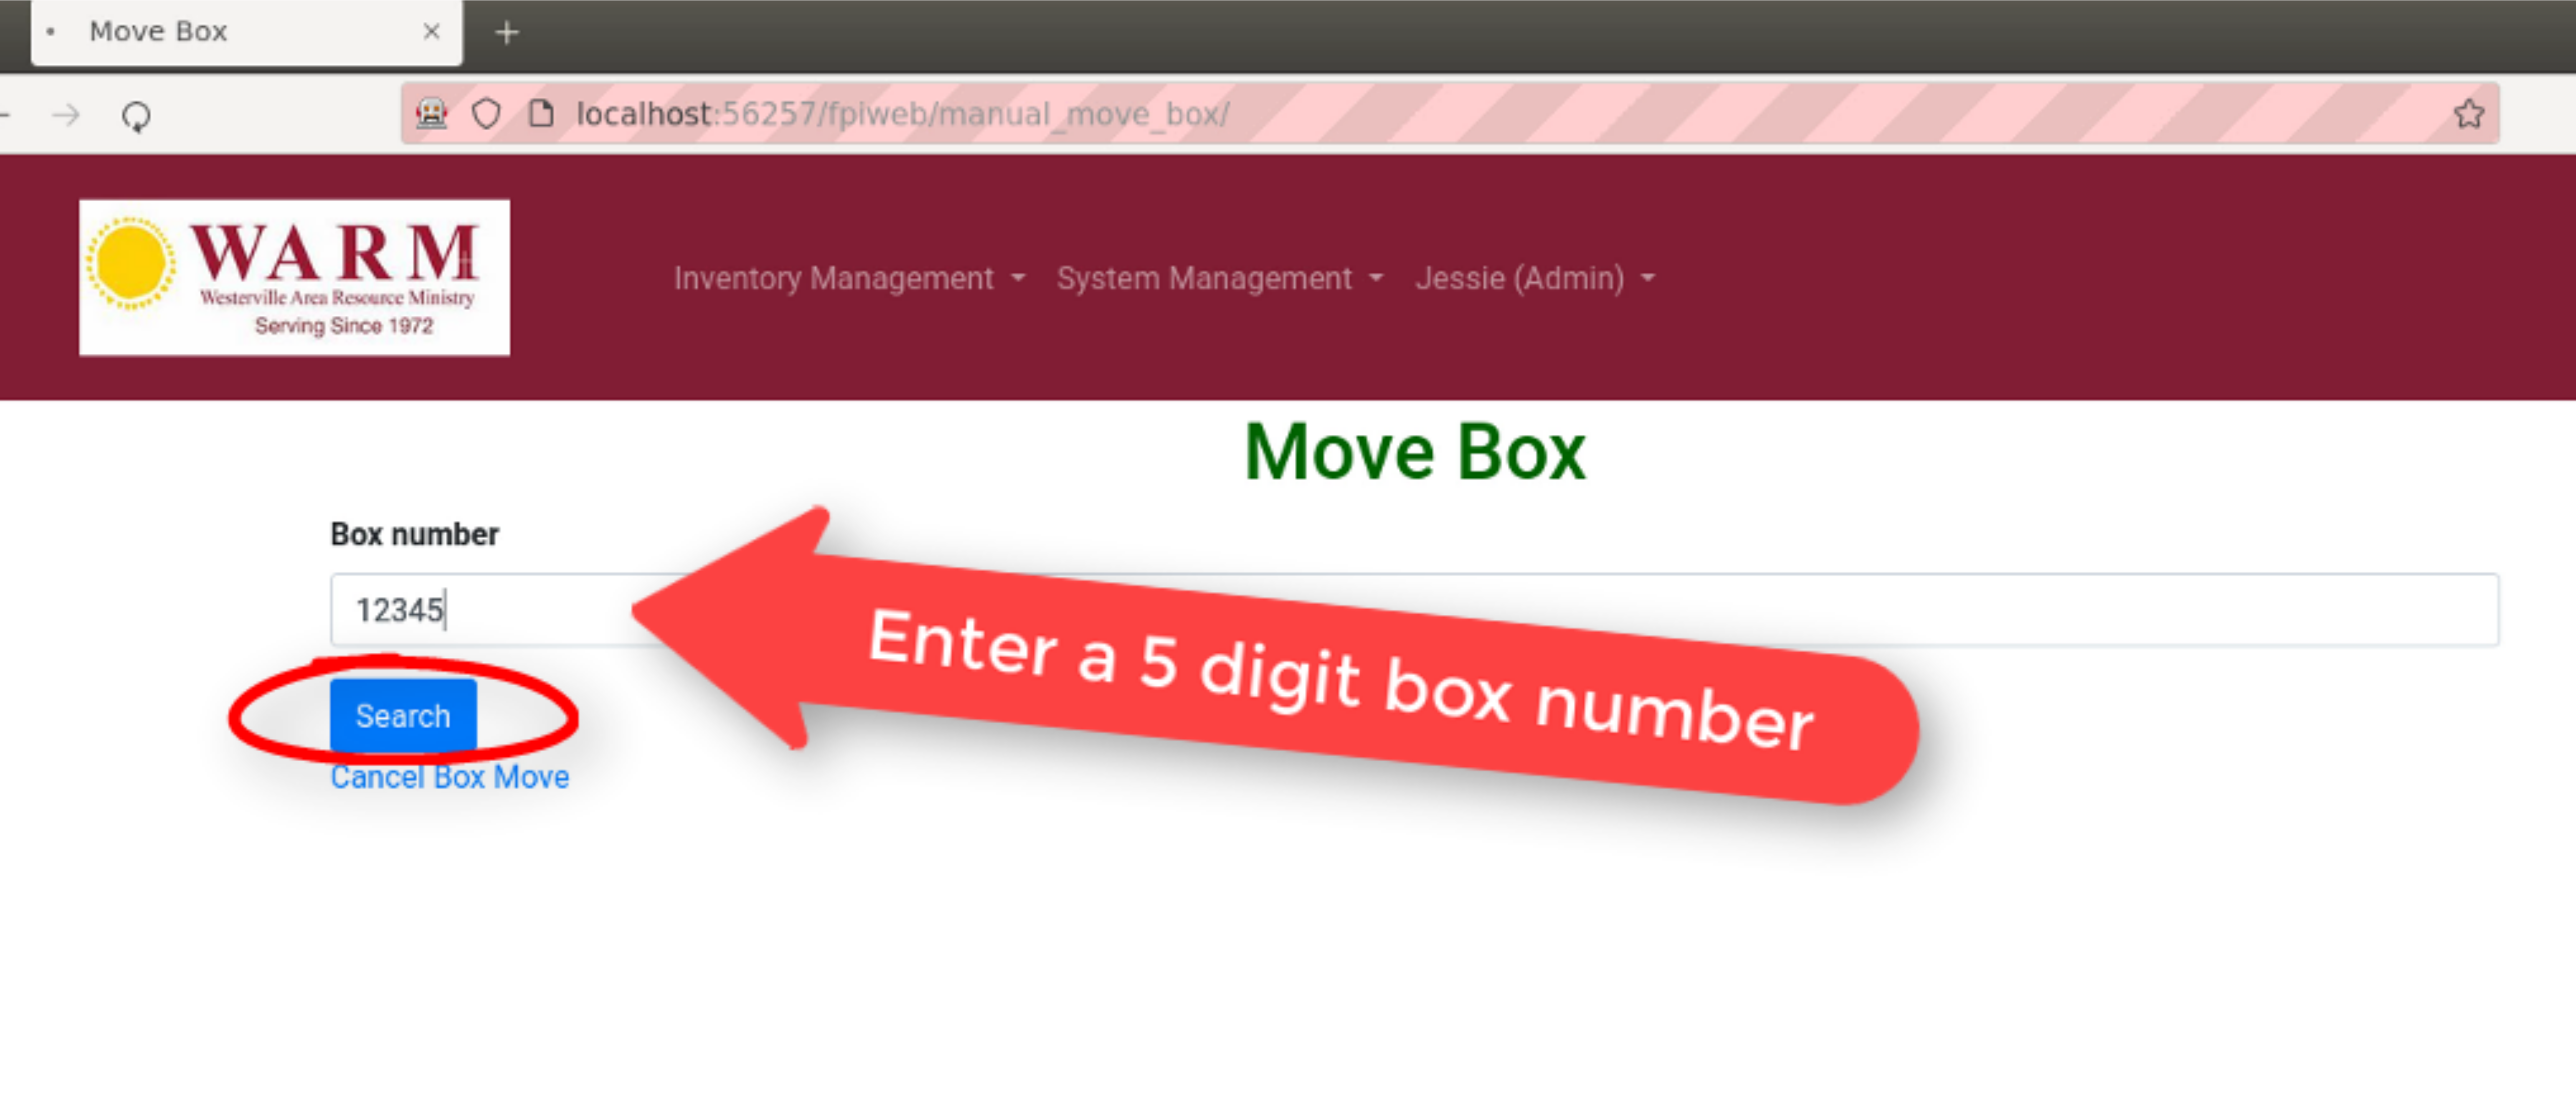 Move Box
localhost:56257/fpiweb/manual_move_box/
WARM
Westerville Area Resource Ministry
Serving Since 1972
Inventory Management System Management Jessie (Admin)
Move Box
Box number
12345
Enter a 5 digit box number
Search
Cancel Box Move